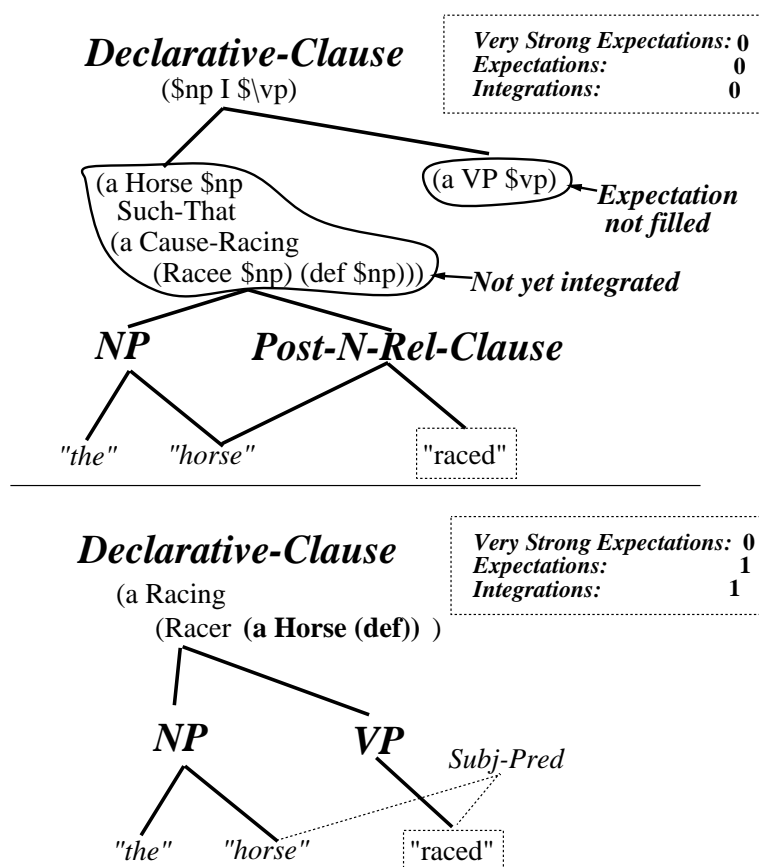 Declarative-Clause
($np I $\vp)
Very Strong Expectations: 0
Expectations: 0
Integrations: 0
(a Horse $np
Such-That
(a Cause-Racing
(Racee $np) (def $np)))
(a VP $vp)
Expectation
not filled
Not yet integrated
NP
Post-N-Rel-Clause
"the"
"horse"
"raced"
Declarative-Clause
(a Racing
(Racer (a Horse (def)) )
Very Strong Expectations: 0
Expectations: 1
Integrations: 1
NP
VP
Subj-Pred
"the"
"horse"
"raced"